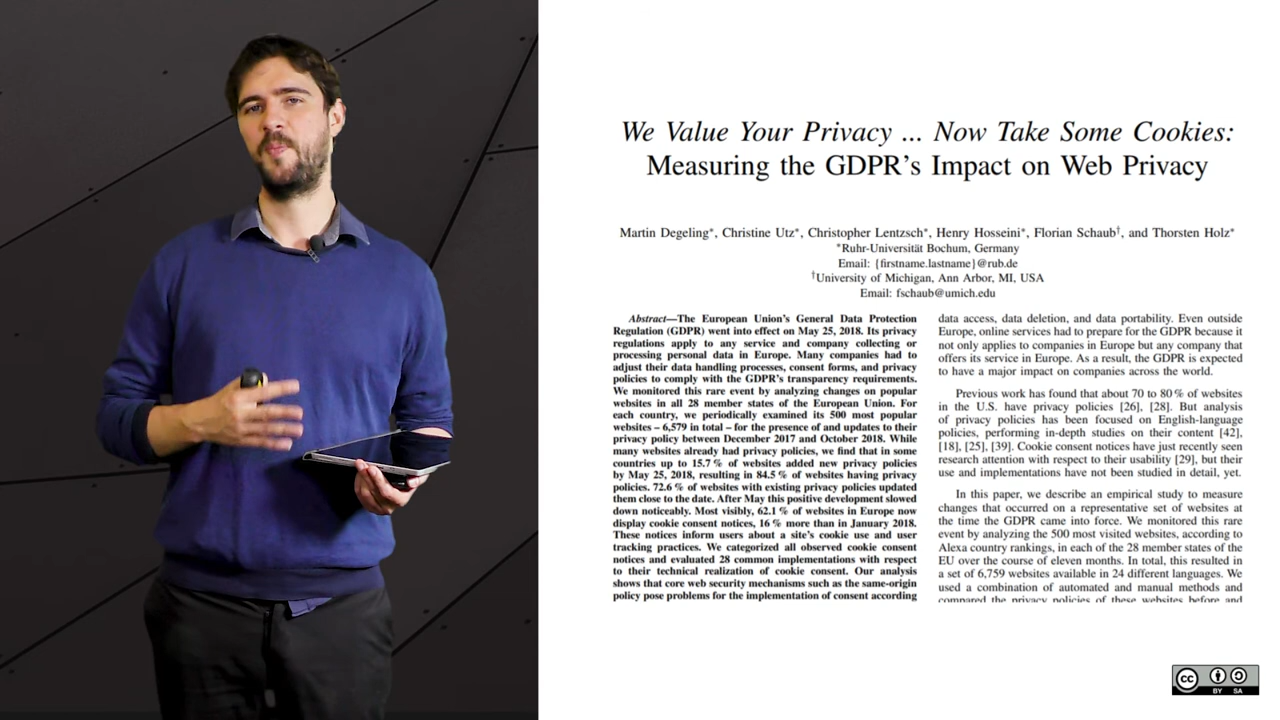 We Value Your Privacy ... Now Take Some Cookies:
Measuring the GDPR's Impact on Web Privacy
Martin Degeling*, Christine Utz*, Christopher Lentzsch*, Henry Hosseini*, Florian Schaub†, and Thorsten Holz*
*Ruhr-Universität Bochum, Germany
Email: {firstname.lastname}@rub.de
†University of Michigan, Ann Arbor, MI, USA
Email: fschaub@umich.edu
Abstract—The European Union's General Data Protection
Regulation (GDPR) went into effect on May 25, 2018. Its privacy
regulations apply to any service and company collecting or
processing personal data in Europe. Many companies had to
adjust their data handling processes, consent forms, and privacy
policies to comply with the GDPR's transparency requirements.
We monitored this rare event by analyzing changes on popular
websites in all 28 member states of the European Union. For
each country, we periodically examined its 500 most popular
websites – 6,579 in total – for the presence of and updates to their
privacy policy between December 2017 and October 2018. While
many websites already had privacy policies, we find that in some
countries up to 15.7 % of websites added new privacy policies
by May 25, 2018, resulting in 84.5 % of websites having privacy
policies. 72.6 % of websites with existing privacy policies updated
them close to the date. After May this positive development slowed
down noticeably. Most visibly, 62.1 % of websites in Europe now
display cookie consent notices, 16 % more than in January 2018.
These notices inform users about a site's cookie use and user
tracking practices. We categorized all observed cookie consent
notices and evaluated 28 common implementations with respect
to their technical realization of cookie consent. Our analysis
shows that core web security mechanisms such as the same-origin
policy pose problems for the implementation of consent according
data access, data deletion, and data portability. Even outside
Europe, online services had to prepare for the GDPR because it
not only applies to companies in Europe but any company that
offers its service in Europe. As a result, the GDPR is expected
to have a major impact on companies across the world.
Previous work has found that about 70 to 80 % of websites
in the U.S. have privacy policies [26], [28]. But analysis
of privacy policies has been focused on English-language
policies, performing in-depth studies on their content [42],
[18], [25], [39]. Cookie consent notices have just recently seen
research attention with respect to their usability [29], but their
use and implementations have not been studied in detail, yet.
In this paper, we describe an empirical study to measure
changes that occurred on a representative set of websites at
the time the GDPR came into force. We monitored this rare
event by analyzing the 500 most visited websites, according to
Alexa country rankings, in each of the 28 member states of the
EU over the course of eleven months. In total, this resulted in
a set of 6,759 websites available in 24 different languages. We
used a combination of automated and manual methods and
compared the privacy policies of these websites before and
cc
BY SA